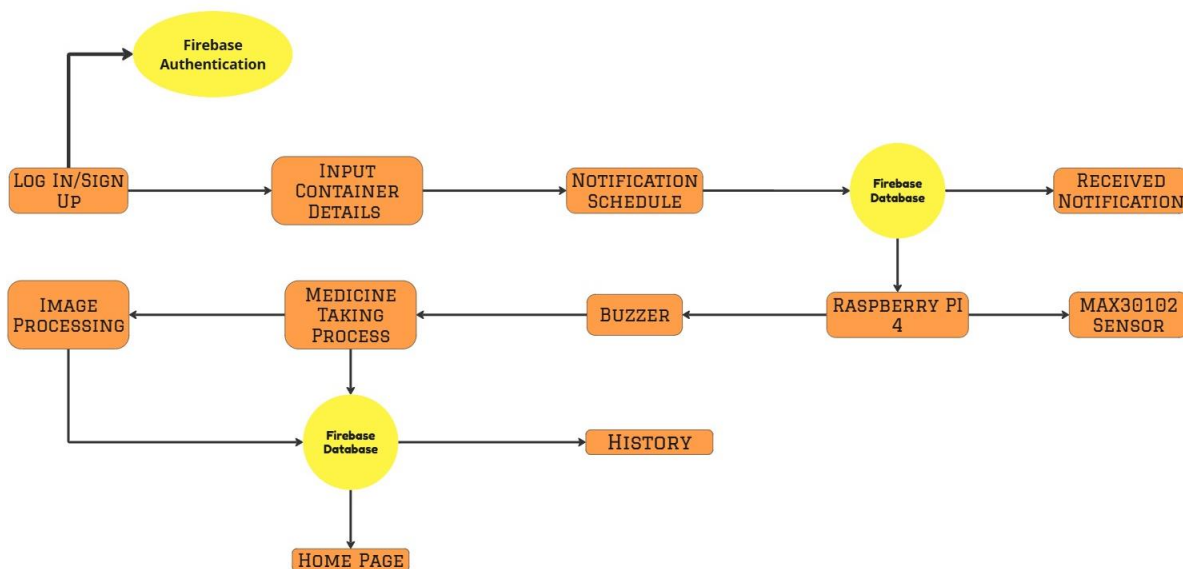 Firebase
Authentication
Log In/Sign
Up
Input
Container
Details
Notification
Schedule
Firebase
Database
Received
Notification
Image
Processing
Medicine
Taking
Process
Buzzer
Raspberry Pi
4
MAX30102
Sensor
Firebase
Database
History
Home Page